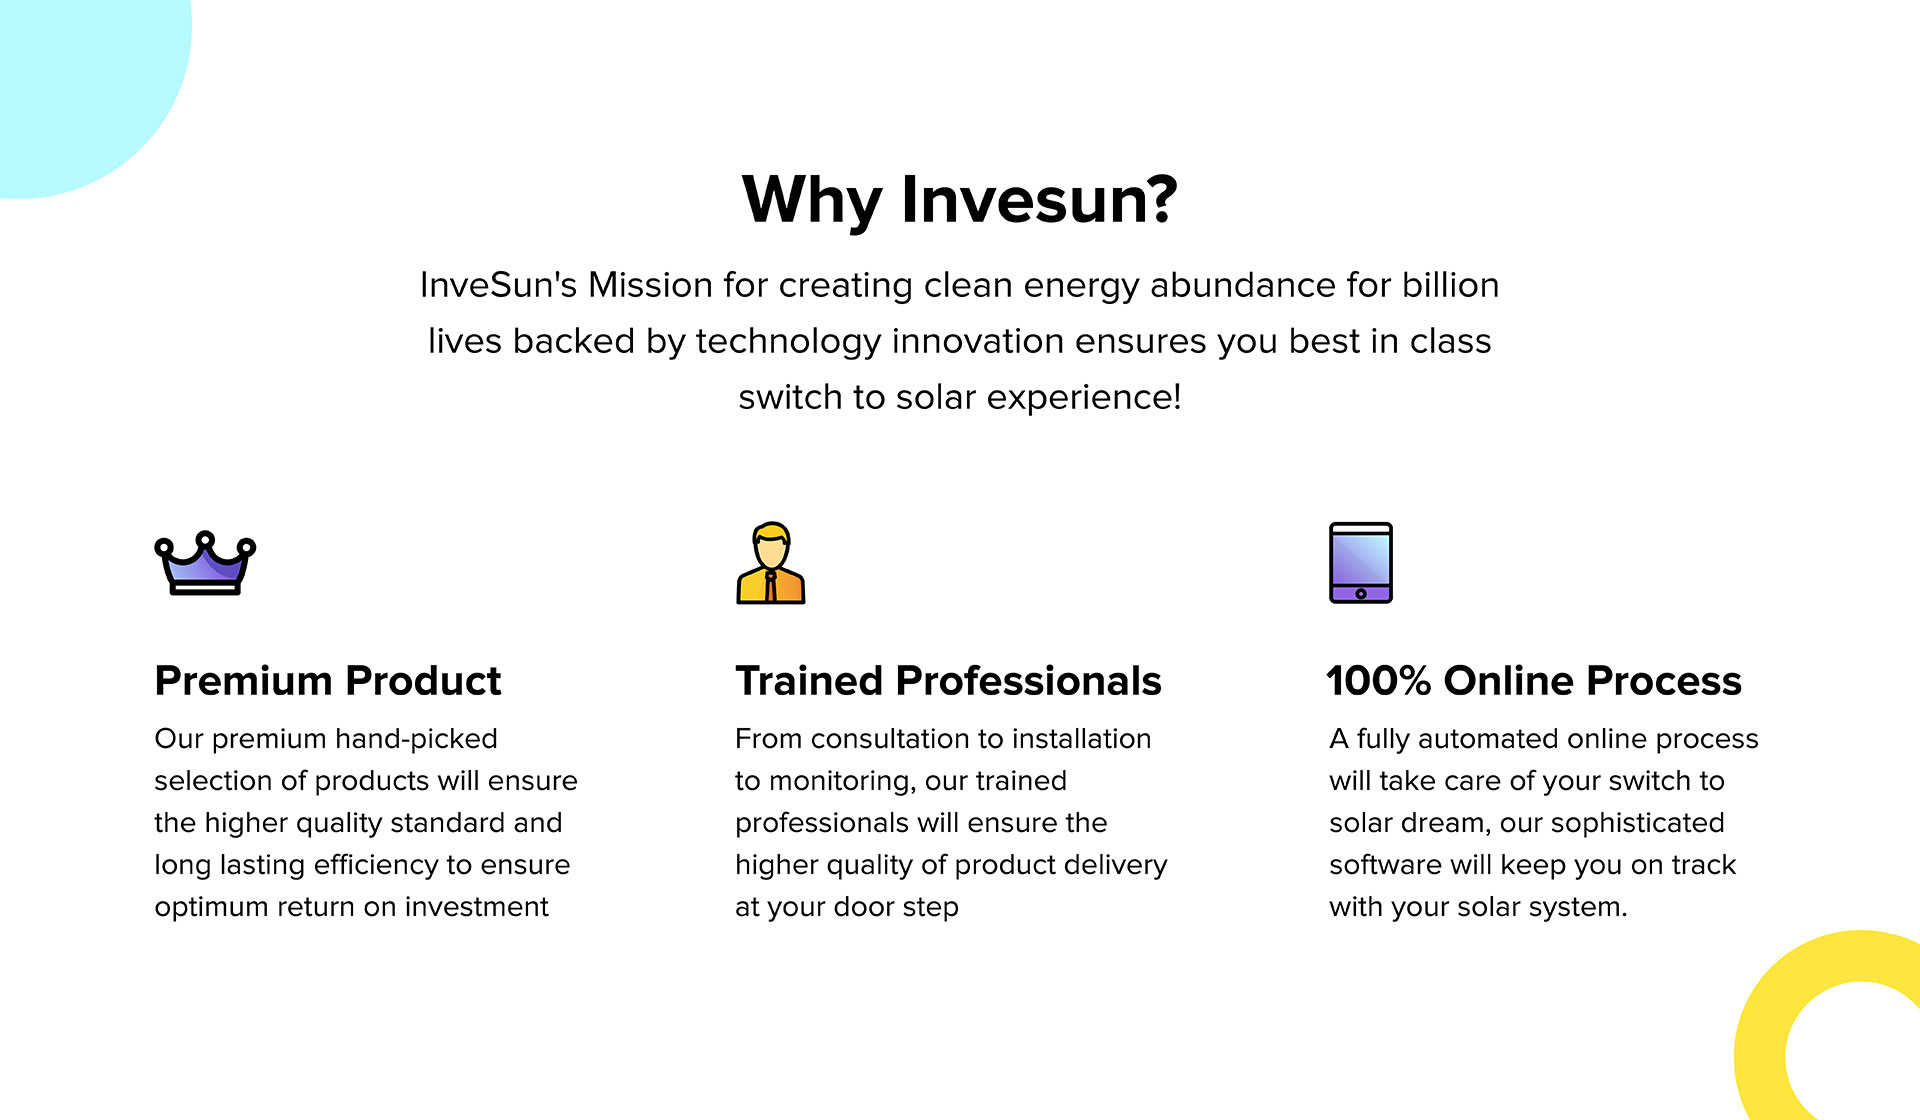 Why Invesun?
InveSun's Mission for creating clean energy abundance for billion
lives backed by technology innovation ensures you best in class
switch to solar experience!
Premium Product
Our premium hand-picked
selection of products will ensure
the higher quality standard and
long lasting efficiency to ensure
optimum return on investment
Trained Professionals
From consultation to installation
to monitoring, our trained
professionals will ensure the
higher quality of product delivery
at your door step
100% Online Process
A fully automated online process
will take care of your switch to
solar dream, our sophisticated
software will keep you on track
with your solar system.